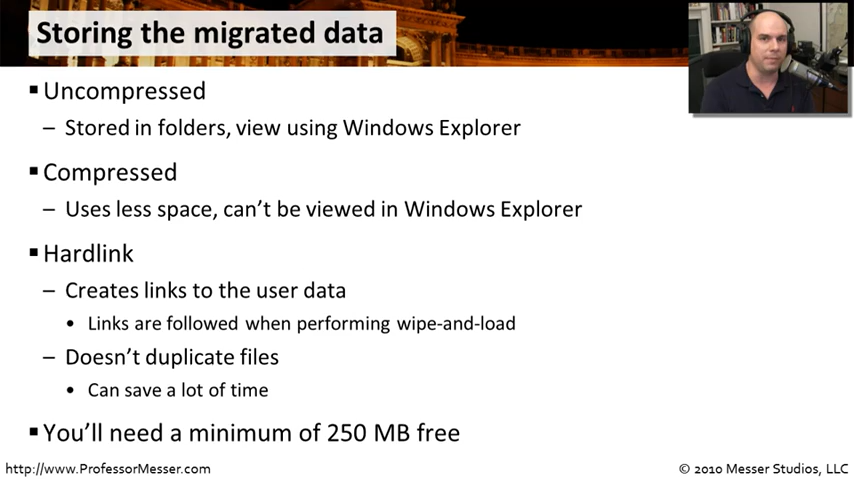 Storing the migrated data
▪ Uncompressed
– Stored in folders, view using Windows Explorer
▪ Compressed
– Uses less space, can't be viewed in Windows Explorer
▪ Hardlink
– Creates links to the user data
• Links are followed when performing wipe-and-load
– Doesn't duplicate files
• Can save a lot of time
▪ You'll need a minimum of 250 MB free
http://www.ProfessorMesser.com
© 2010 Messer Studios, LLC